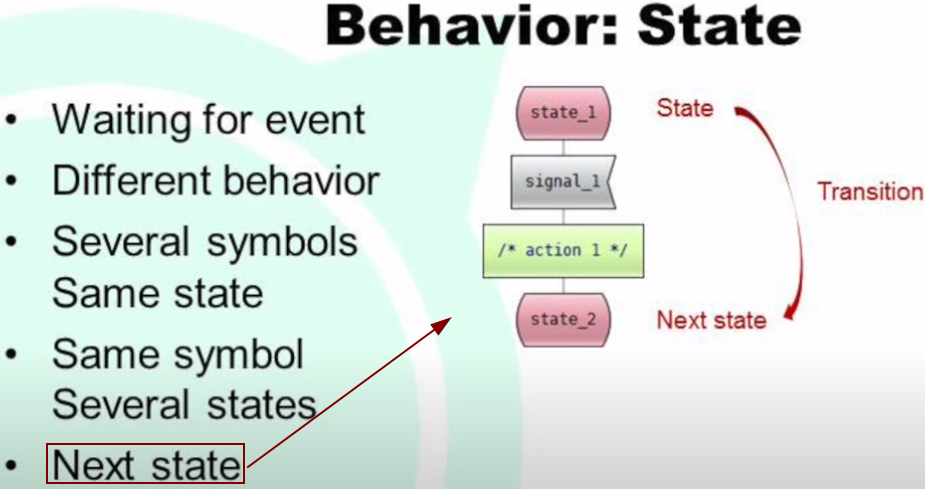 Behavior: State
• Waiting for event
• Different behavior
• Several symbols
Same state
• Same symbol
Several states
• Next state
state_1
signal_1
/* action 1 */
state_2
State
Transition
Next state